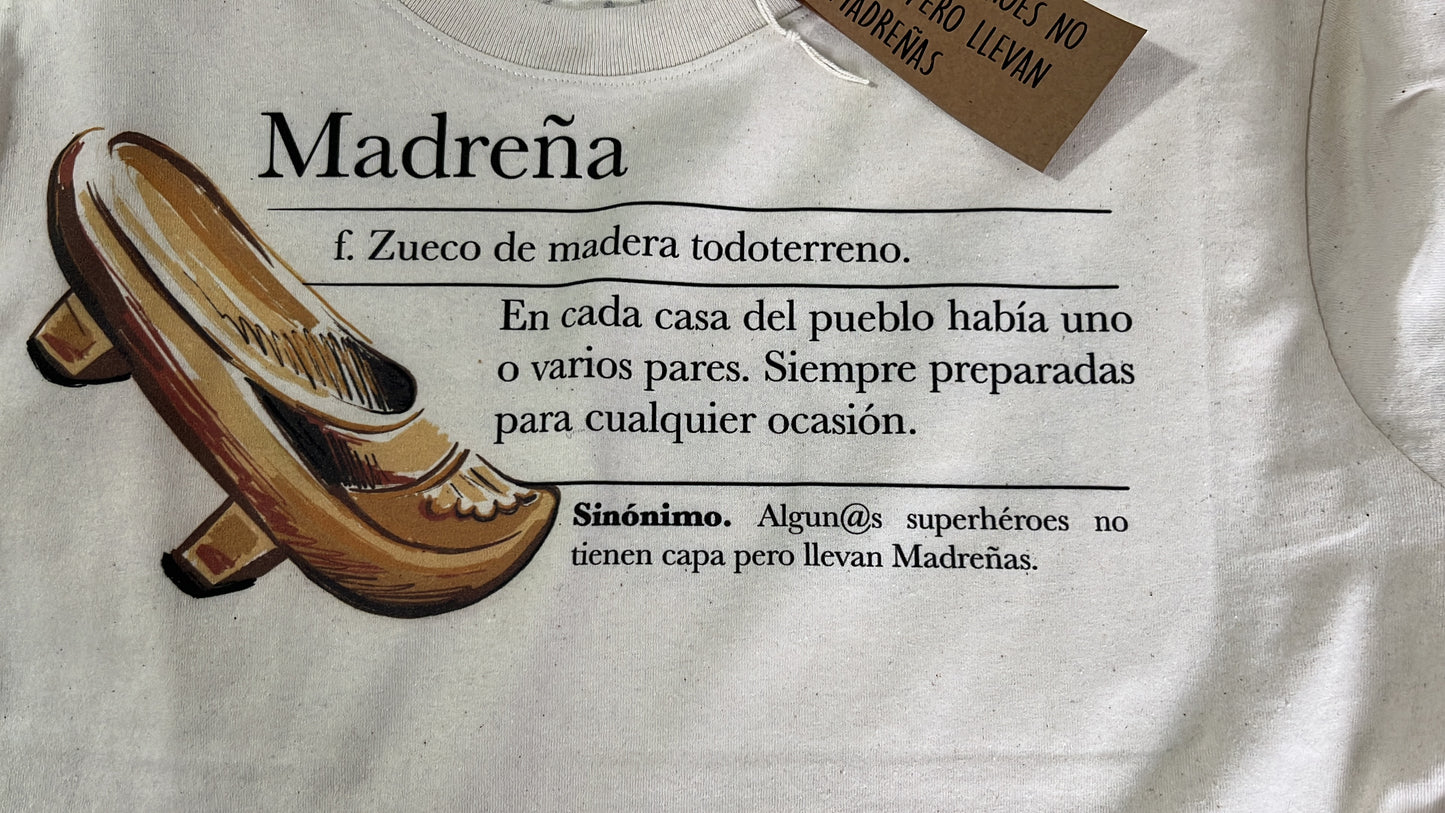 NO
PERO LLEVAN
MADREÑAS
Madreña
f. Zueco de madera todoterreno.
En cada casa del pueblo había uno
o varios pares. Siempre preparadas
para cualquier ocasión.
Sinónimo. Algun@s superhéroes no
tienen capa pero llevan Madreñas.